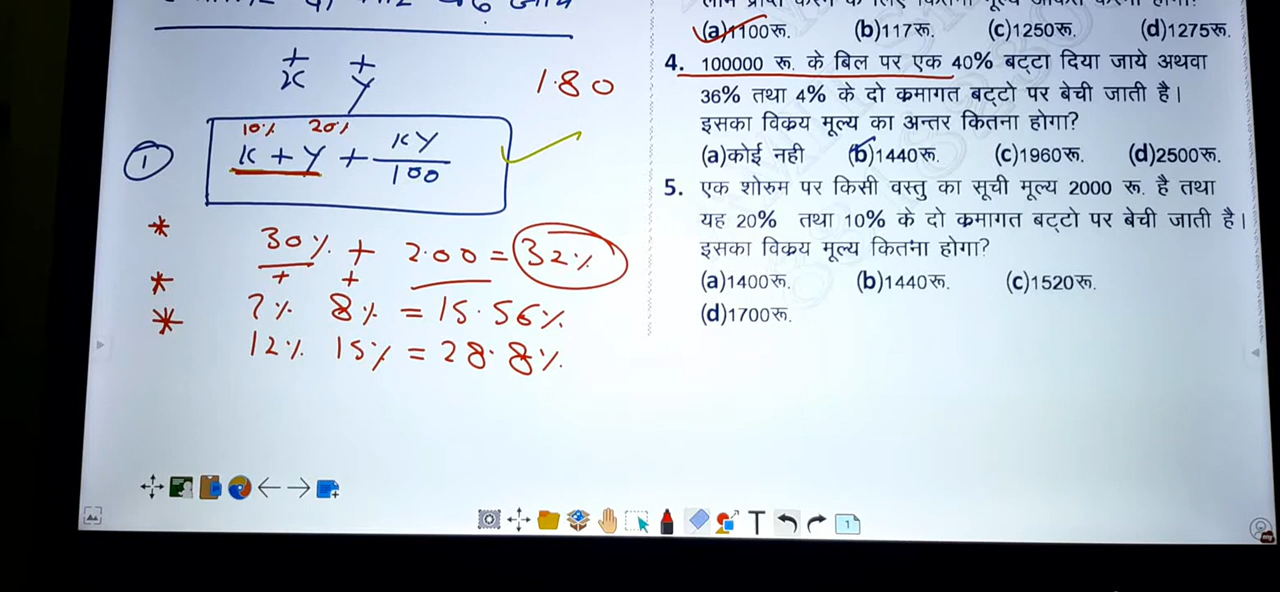 + +
x y
1.80
10% 20%
① x + y + xy/100
* 30% + 2.00 = 32%
+ +
* 7% 8% = 15.56%
* 12% 15% = 28.8%
(a)1100रू. (b)117रू. (c)1250रू. (d)1275रू.
4. 100000 रू. के बिल पर एक 40% बट्टा दिया जाये अथवा
36% तथा 4% के दो क्रमागत बट्टो पर बेची जाती है।
इसका विक्रय मूल्य का अन्तर कितना होगा?
(a)कोई नही (b)1440रू. (c)1960रू. (d)2500रू.
5. एक शोरुम पर किसी वस्तु का सूची मूल्य 2000 रू. है तथा
यह 20% तथा 10% के दो क्रमागत बट्टो पर बेची जाती है।
इसका विक्रय मूल्य कितना होगा?
(a)1400रू. (b)1440रू. (c)1520रू.
(d)1700रू.
T 1